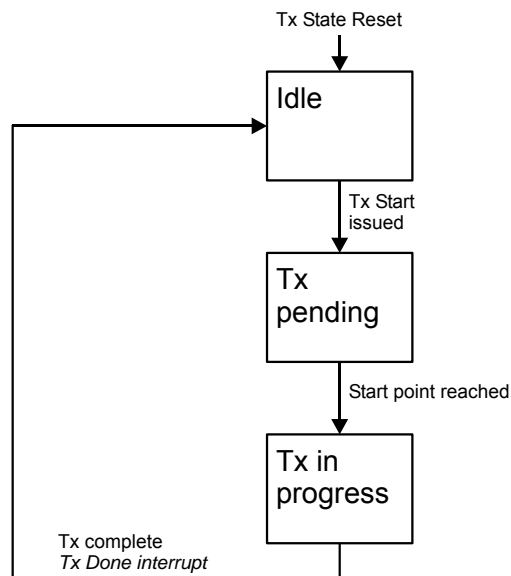 Tx State Reset
Idle
Tx Start
issued
Tx
pending
Start point reached
Tx in
progress
Tx complete
Tx Done interrupt